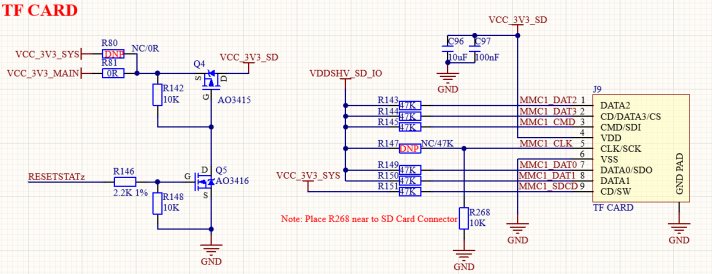 TF CARD
R80 NC/0R
VCC_3V3_SYS DNP
R81
VCC_3V3_MAIN 0R
R142
10K
Q4
S D
G
AO3415
VCC_3V3_SD
RESETSTATz
R146
2.2K 1%
R148
10K
Q5
D
G
S
AO3416
GND
VCC_3V3_SD
C96
10uF
C97
100nF
GND
VDDSHV_SD_IO
VCC_3V3_SYS
R143 47K MMC1_DAT2 1 DATA2
R144 47K MMC1_DAT3 2 CD/DATA3/CS
R145 47K MMC1_CMD 3 CMD/SDI
4 VDD
R147 DNP NC/47K MMC1_CLK 5 CLK/SCK
6 VSS
R149 47K MMC1_DAT0 7 DATA0/SDO
R150 47K MMC1_DAT1 8 DATA1
R151 47K MMC1_SDCD 9 CD/SW
J9
GND PAD
TF CARD
Note: Place R268 near to SD Card Connector
R268
10K
GND
GND
GND